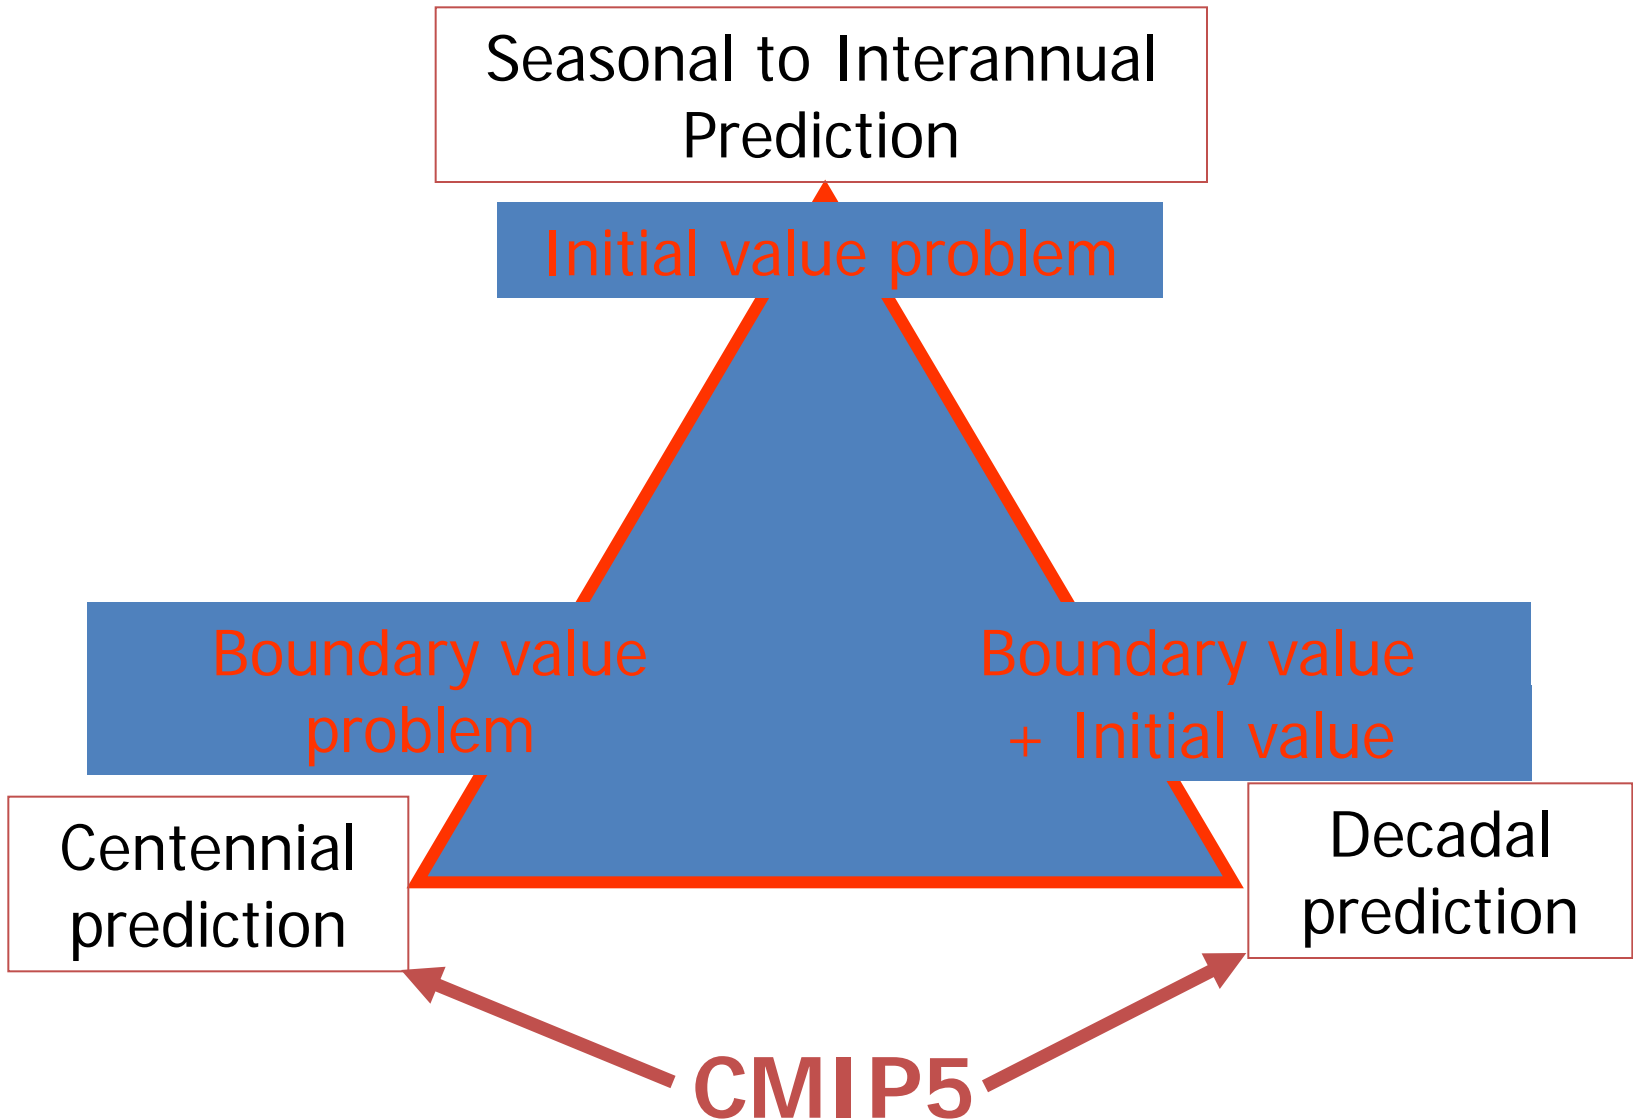 Seasonal to Interannual
Prediction
Initial value problem
Boundary value
problem
Boundary value
+ Initial value
Centennial
prediction
Decadal
prediction
CMIP5